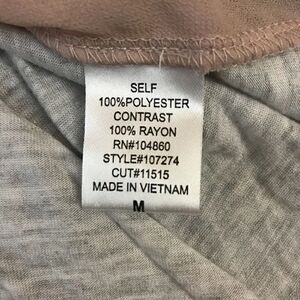 SELF
100%POLYESTER
CONTRAST
100% RAYON
RN#104860
STYLE#107274
CUT#11515
MADE IN VIETNAM
M